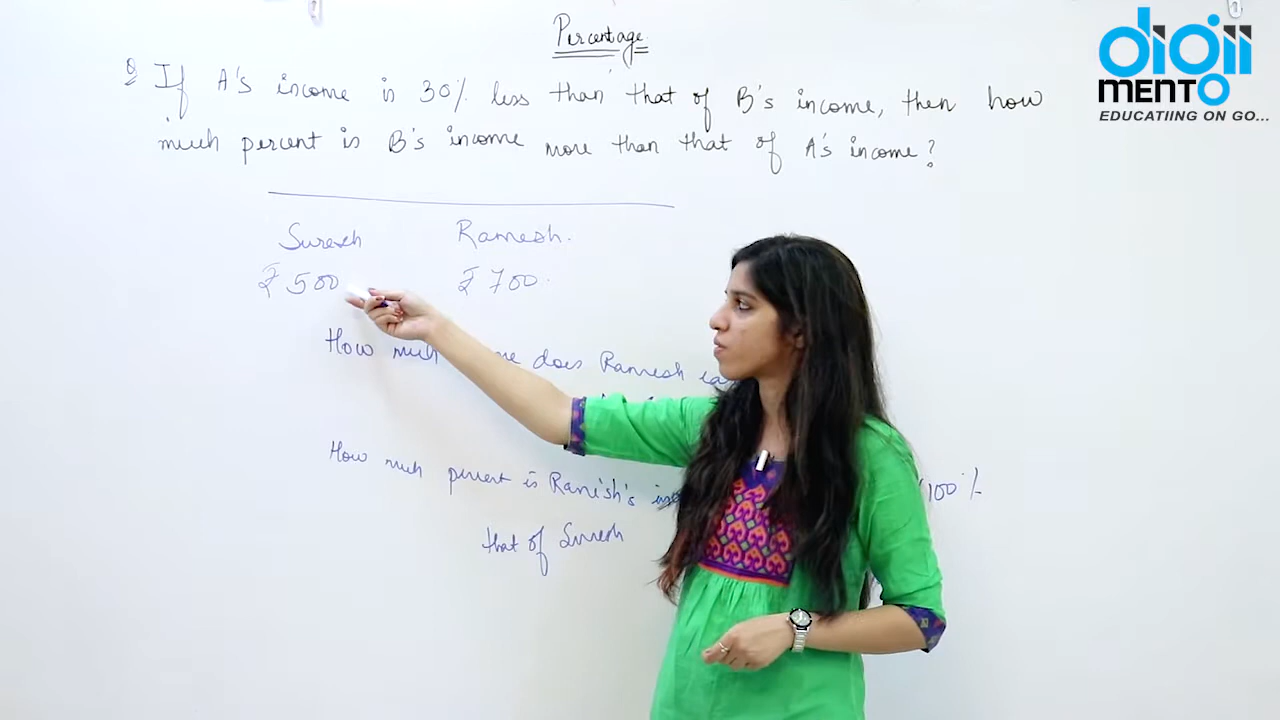 Percentage
Q If A's income is 30% less than that of B's income, then how
much percent is B's income more than that of A's income?
Suresh Ramesh.
₹500 ₹700.
How much does Ramesh
How much percent is Ramesh's
100%
that of Suresh
DIGII
MENTO
EDUCATIING ON GO...